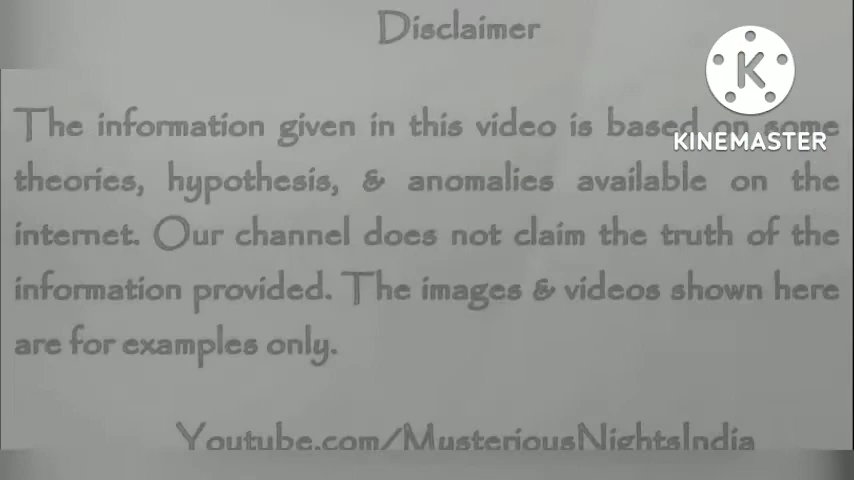 Disclaimer
The information given in this video is based on some
theories, hypothesis, & anomalies available on the
internet. Our channel does not claim the truth of the
information provided. The images & videos shown here
are for examples only.
Youtube.com/MysteriousNightsIndia
K
KINEMASTER